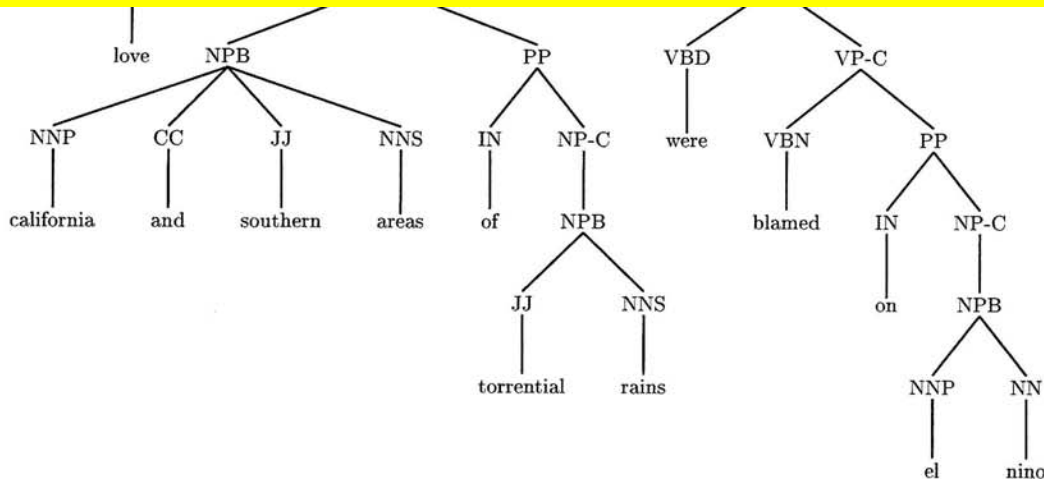 love NPB PP VBD VP-C
NNP CC JJ NNS IN NP-C were VBN PP
california and southern areas of NPB blamed IN NP-C
JJ NNS on NPB
torrential rains NNP NN
el nino